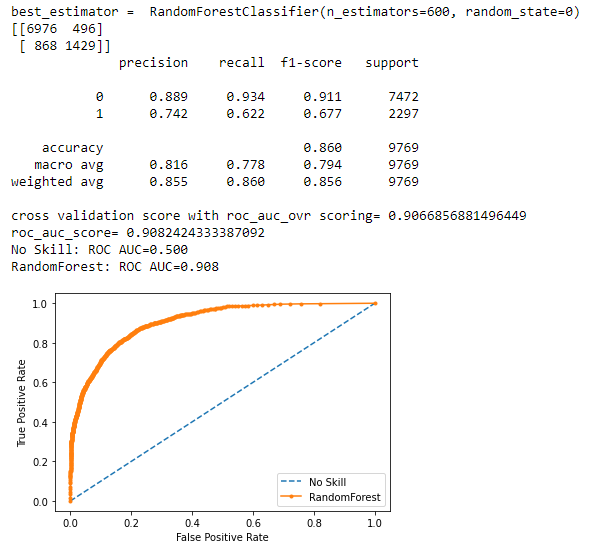 best_estimator =  RandomForestClassifier(n_estimators=600, random_state=0)
[[6976  496]
 [ 868 1429]]
              precision    recall  f1-score   support

           0      0.889     0.934     0.911      7472
           1      0.742     0.622     0.677      2297

    accuracy                          0.860      9769
   macro avg      0.816     0.778     0.794      9769
weighted avg      0.855     0.860     0.856      9769

cross validation score with roc_auc_ovr scoring= 0.9066856881496449
roc_auc_score= 0.9082424333387092
No Skill: ROC AUC=0.500
RandomForest: ROC AUC=0.908
1.0
0.8
0.6
0.4
0.2
0.0
True Positive Rate
No Skill
RandomForest
0.0 0.2 0.4 0.6 0.8 1.0
False Positive Rate